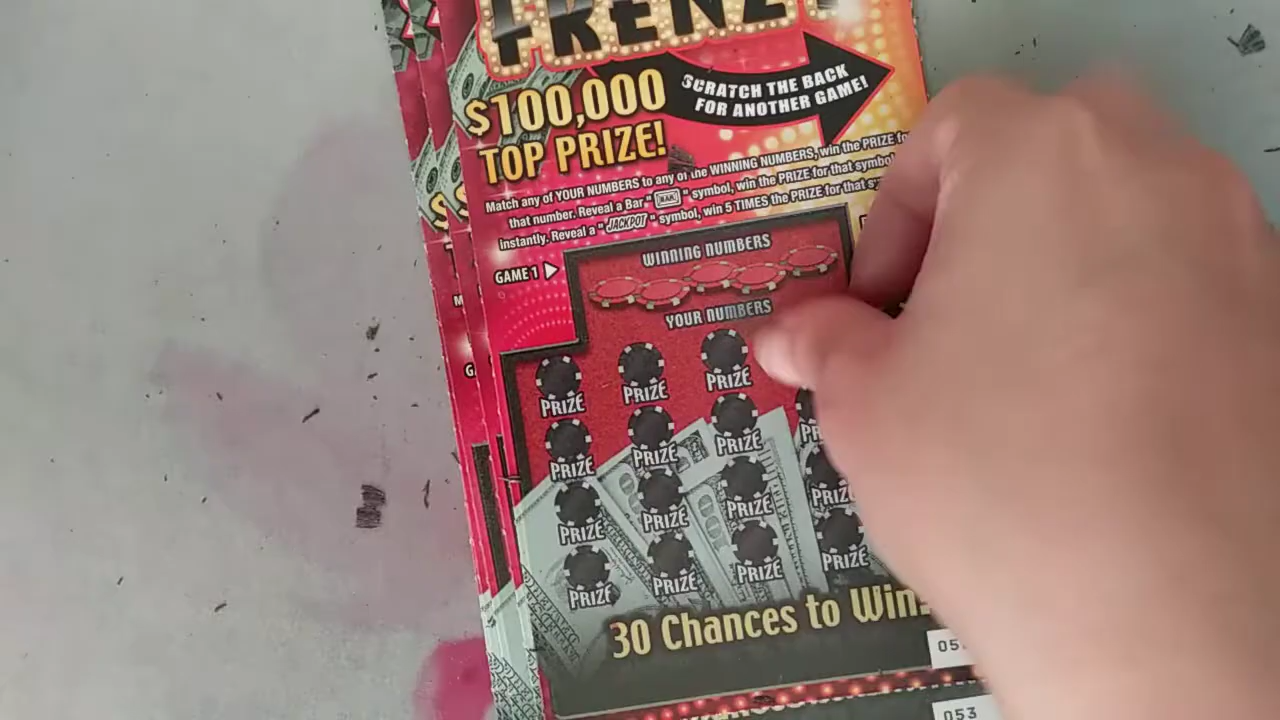 FRENZY
$100,000
TOP PRIZE!
SCRATCH THE BACK
FOR ANOTHER GAME!
Match any of YOUR NUMBERS to any of the WINNING NUMBERS, win the PRIZE for
that number. Reveal a Bar " BAR " symbol, win the PRIZE for that symbol
instantly. Reveal a " JACKPOT " symbol, win 5 TIMES the PRIZE for that
GAME 1
WINNING NUMBERS
YOUR NUMBERS
PRIZE PRIZE PRIZE
PRIZE PRIZE PRIZE
PRIZE PRIZE PRIZE PRIZE
PRIZE PRIZE PRIZE PRIZE
30 Chances to Win!
053